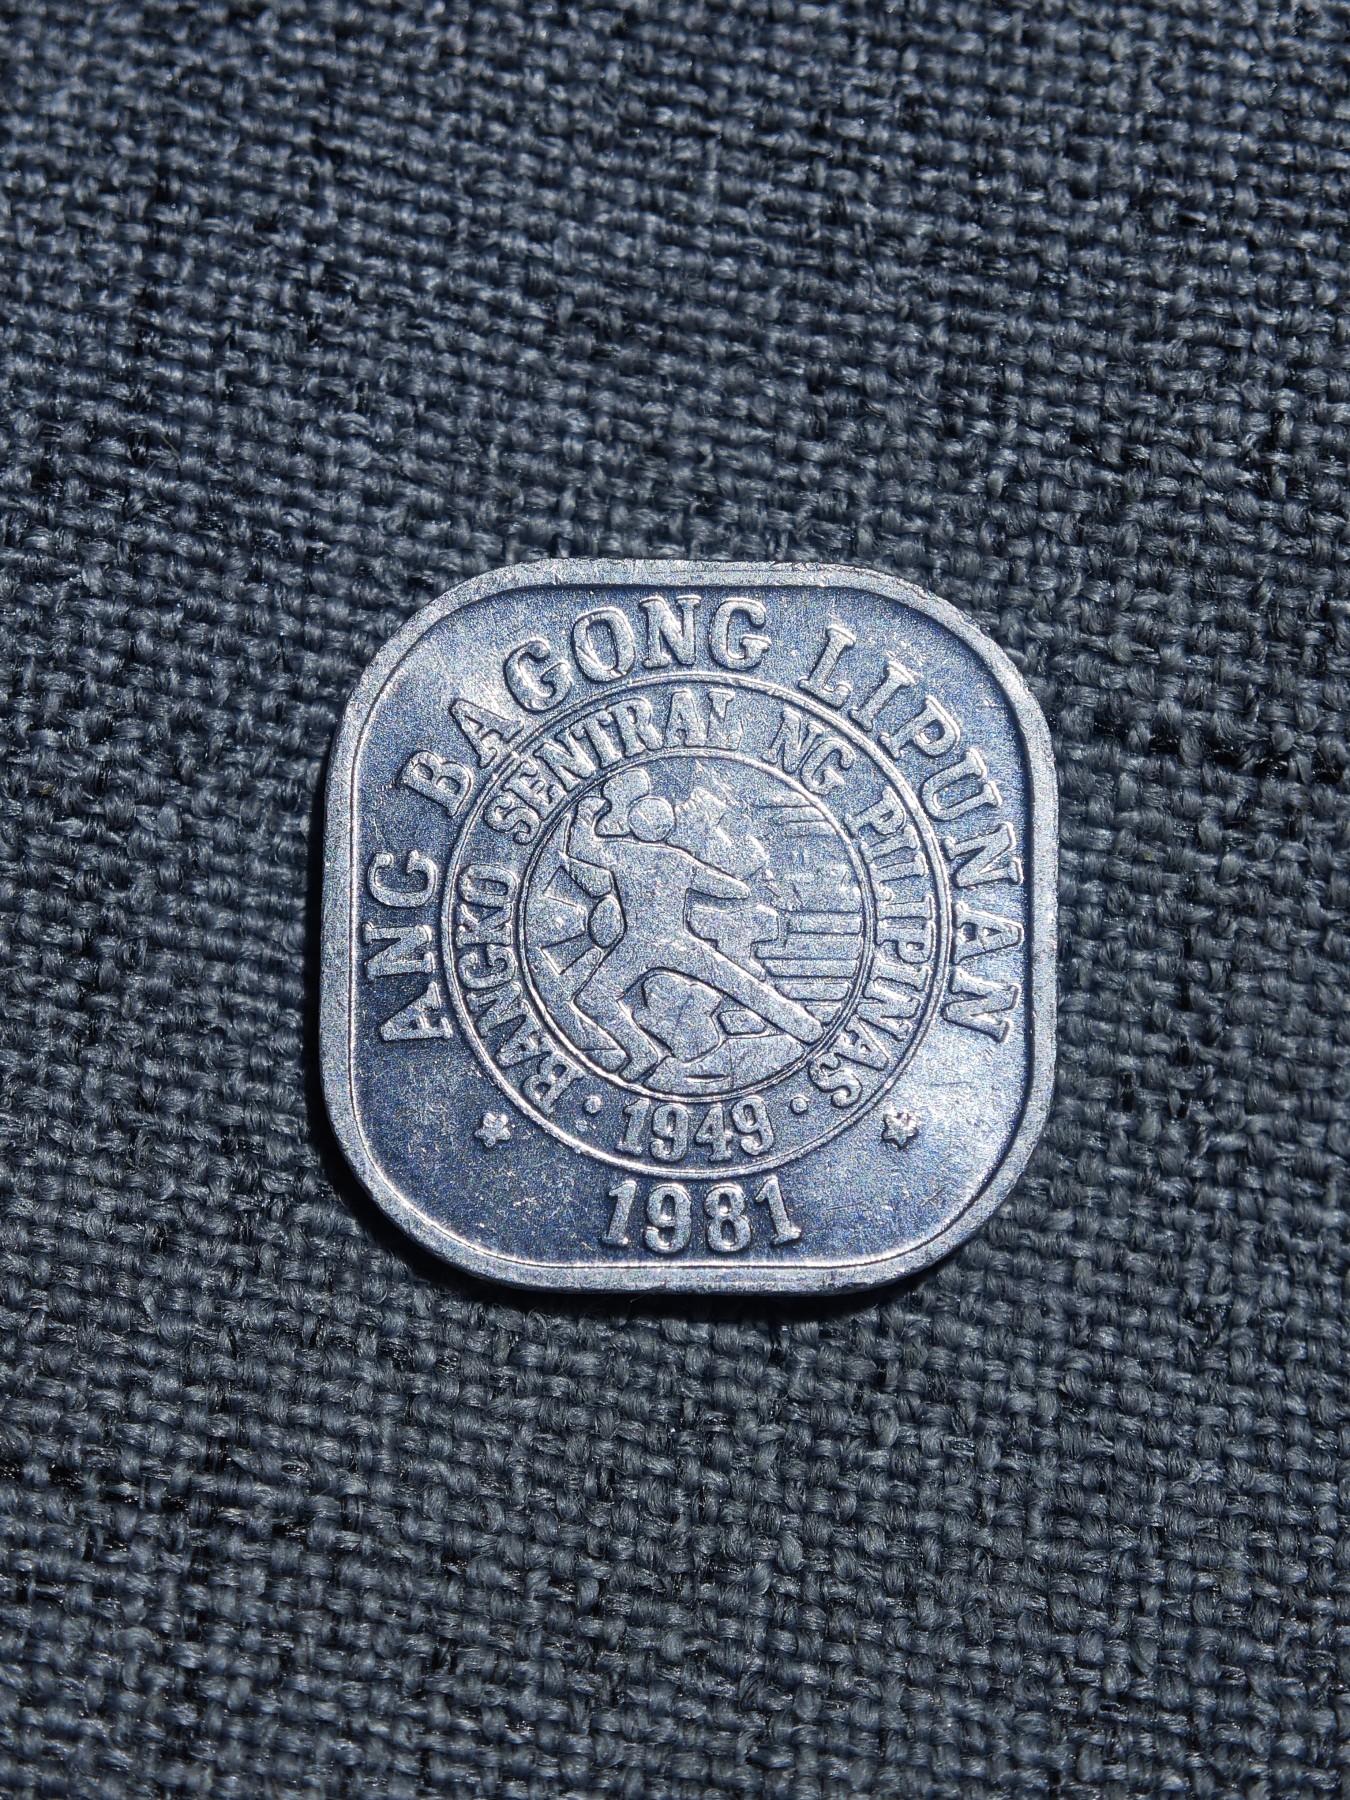 ANG BAGONG LIPUNAN
BANGKO SENTRAL NG PILIPINAS
· 1949 ·
1981